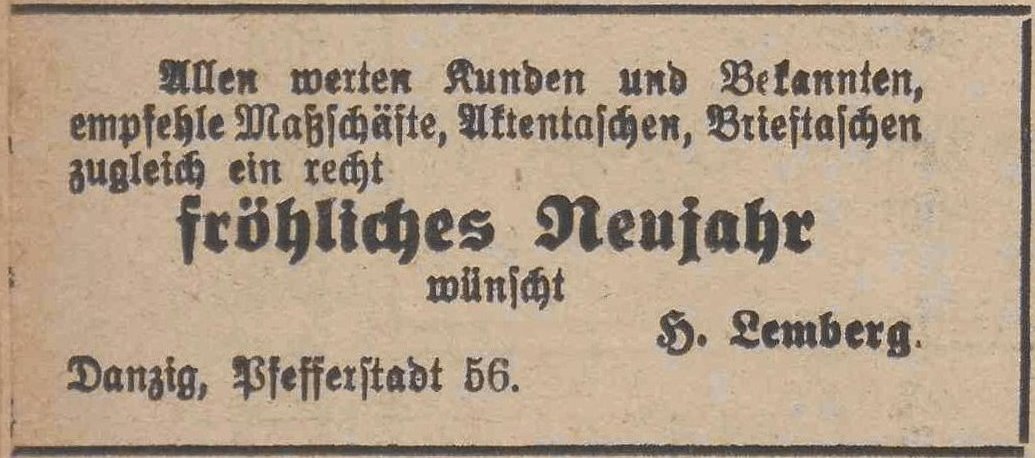 Allen werten Kunden und Bekannten,
empfehle Maßschäfte, Aktentaschen, Brieftaschen
zugleich ein recht
fröhliches Neujahr
wünscht
H. Lemberg.
Danzig, Pfefferstadt 56.